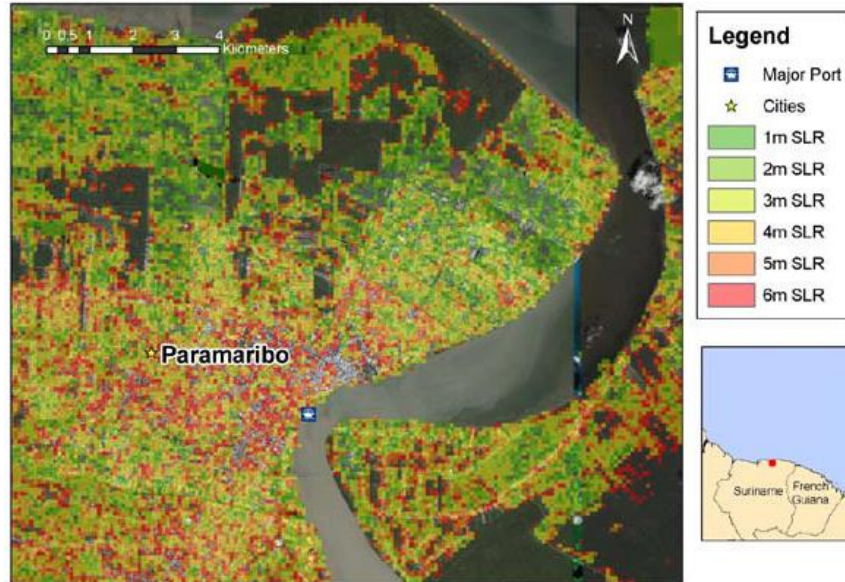 0 0.5 1 2 3 4
Kilometers
N
Paramaribo
Legend
Major Port
Cities
1m SLR
2m SLR
3m SLR
4m SLR
5m SLR
6m SLR
Suriname
French
Guiana